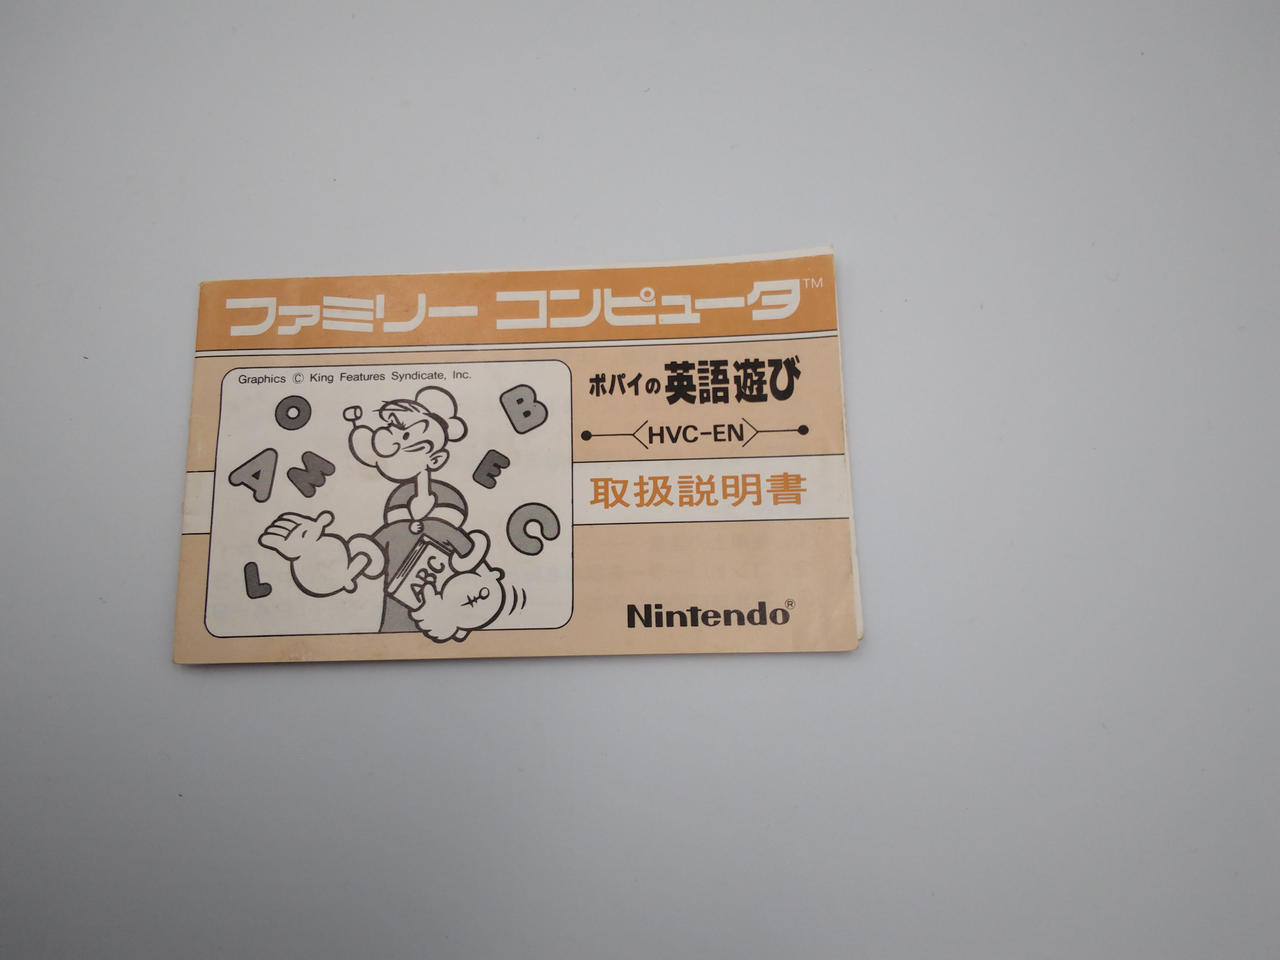 ファミリー コンピュータ™
Graphics © King Features Syndicate, Inc.
ポパイの英語遊び
HVC-EN
取扱説明書
O
B
A
M
E
C
L
ABC
Nintendo®